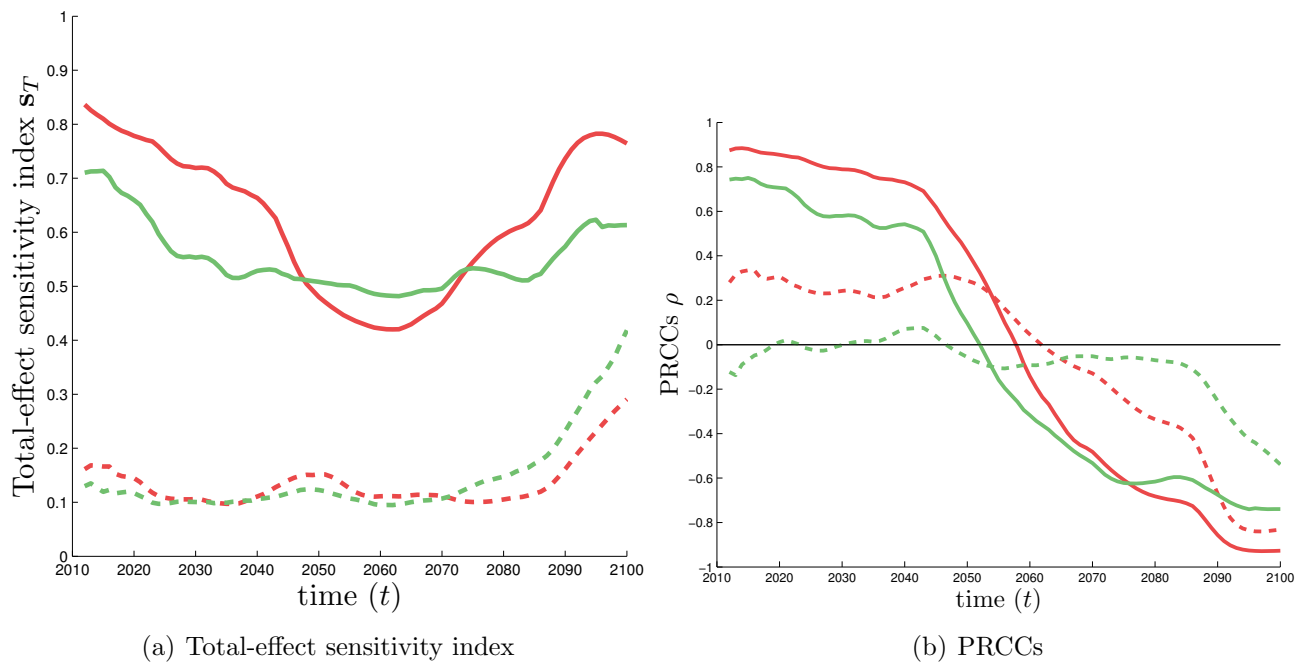 1
0.9
0.8
0.7
0.6
0.5
0.4
0.3
0.2
0.1
0
Total-effect sensitivity index s_T
2010 2020 2030 2040 2050 2060 2070 2080 2090 2100
time (t)
(a) Total-effect sensitivity index
1
0.8
0.6
0.4
0.2
0
−0.2
−0.4
−0.6
−0.8
−1
PRCCs ρ
2010 2020 2030 2040 2050 2060 2070 2080 2090 2100
time (t)
(b) PRCCs